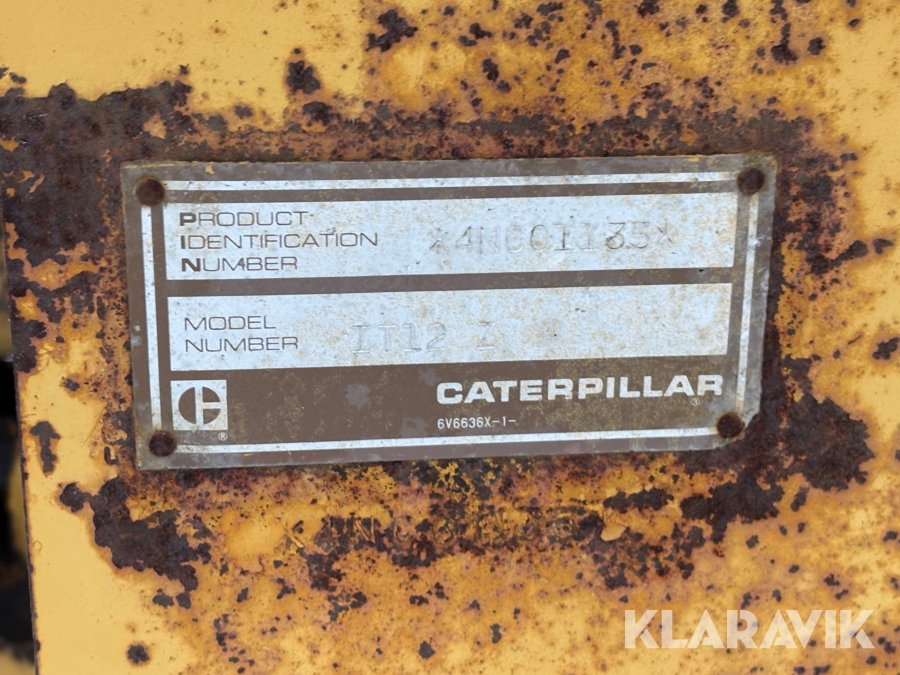 PRODUCT
IDENTIFICATION
NUMBER
*4NC01135*
MODEL
NUMBER
IT12 Z
CATERPILLAR
6V6636X-1-
KLARAVIK